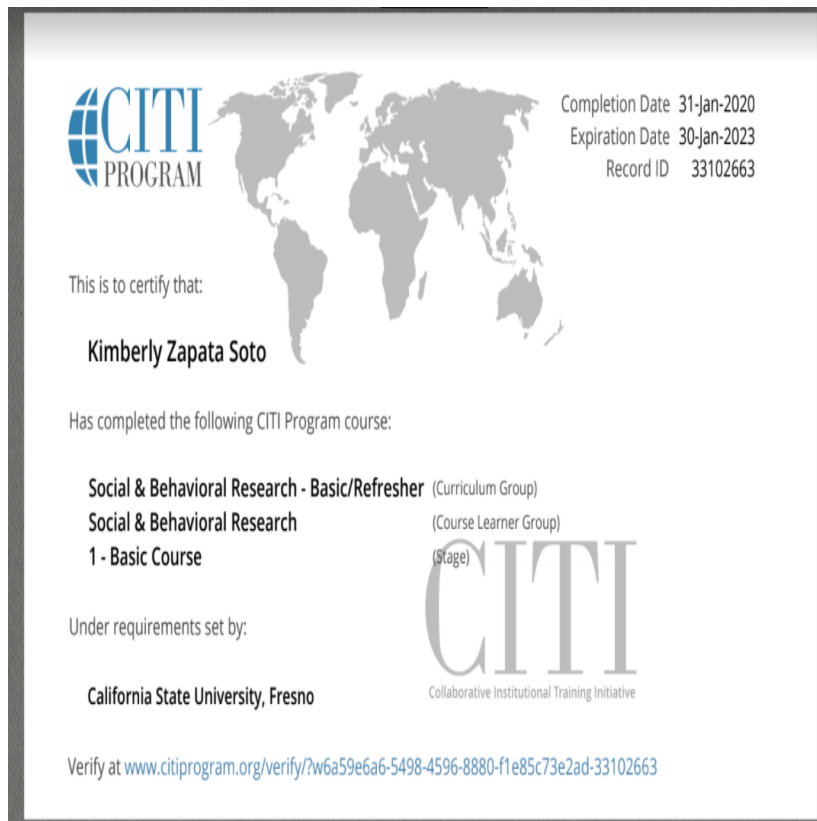 CITI
PROGRAM
Completion Date 31-Jan-2020
Expiration Date 30-Jan-2023
Record ID 33102663
This is to certify that:
Kimberly Zapata Soto
Has completed the following CITI Program course:
Social & Behavioral Research - Basic/Refresher (Curriculum Group)
Social & Behavioral Research (Course Learner Group)
1 - Basic Course (Stage)
Under requirements set by:
California State University, Fresno
CITI
Collaborative Institutional Training Initiative
Verify at www.citiprogram.org/verify/?w6a59e6a6-5498-4596-8880-f1e85c73e2ad-33102663